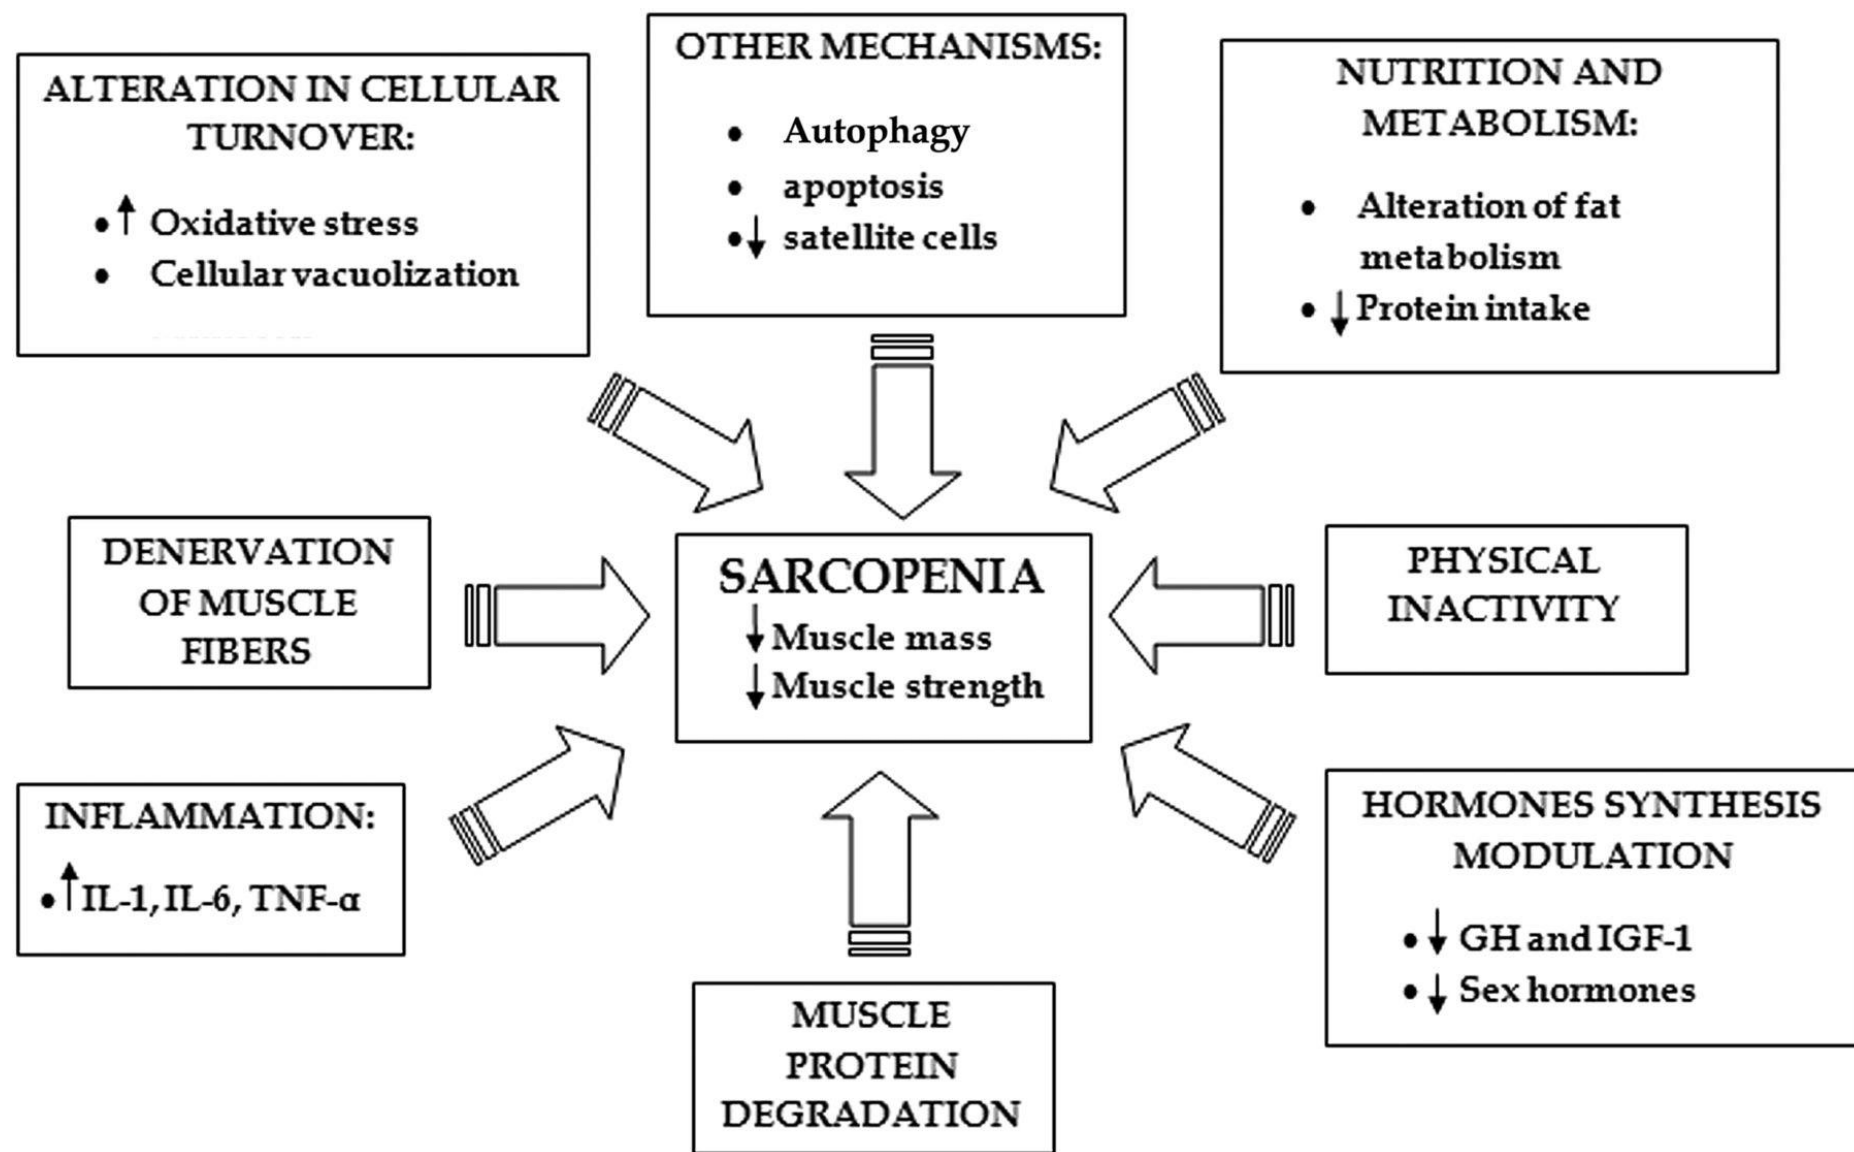 ALTERATION IN CELLULAR
TURNOVER:
• ↑ Oxidative stress
• Cellular vacuolization
OTHER MECHANISMS:
• Autophagy
• apoptosis
• ↓ satellite cells
NUTRITION AND
METABOLISM:
• Alteration of fat
metabolism
• ↓ Protein intake
DENERVATION
OF MUSCLE
FIBERS
SARCOPENIA
↓ Muscle mass
↓ Muscle strength
PHYSICAL
INACTIVITY
INFLAMMATION:
• ↑ IL-1, IL-6, TNF-α
MUSCLE
PROTEIN
DEGRADATION
HORMONES SYNTHESIS
MODULATION
• ↓ GH and IGF-1
• ↓ Sex hormones